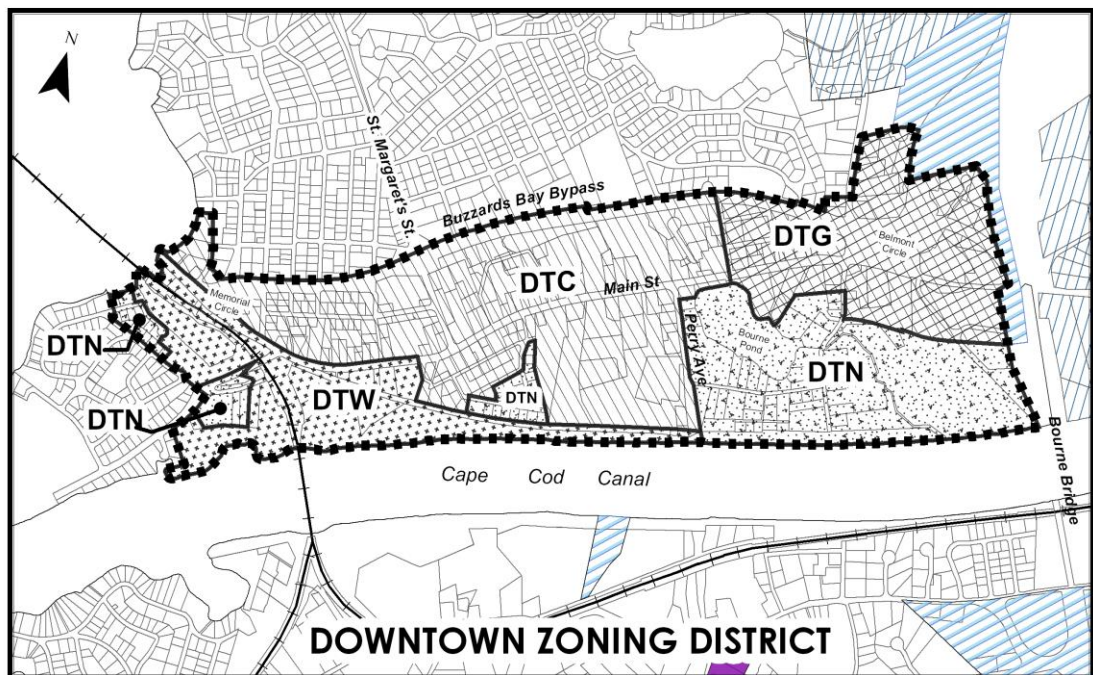 N
St. Margaret's St.
Buzzards Bay Bypass
DTG
Belmont
Circle
DTC
Main St
Memorial
Circle
DTN
Perry Ave
Bourne
Pond
DTN
DTN
DTW
DTN
Cape Cod Canal
Bourne Bridge
DOWNTOWN ZONING DISTRICT